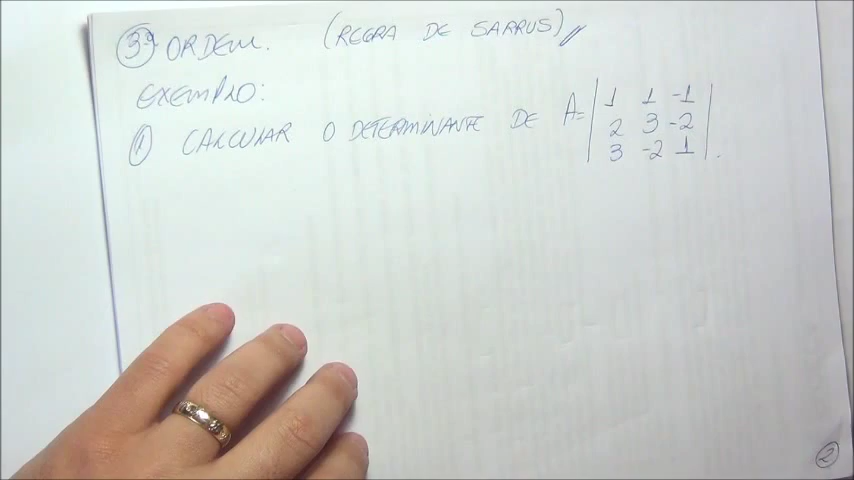 3ª ORDEM. (REGRA DE SARRUS)
EXEMPLO:
1 CALCULAR O DETERMINANTE DE A= | 1 1 -1 |
| 2 3 -2 |
| 3 -2 1 | .
2